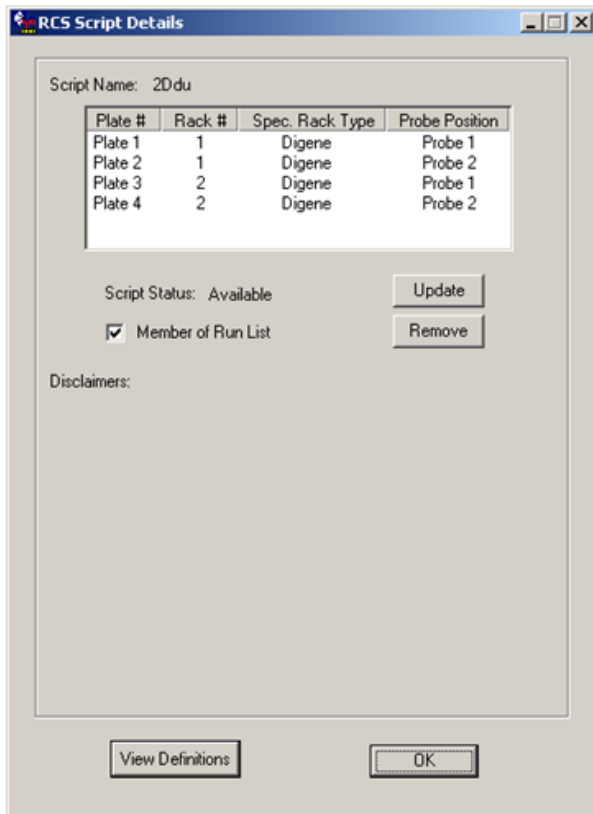 RCS Script Details
Script Name: 2Ddu
Plate # Rack # Spec. Rack Type Probe Position
Plate 1 1 Digene Probe 1
Plate 2 1 Digene Probe 2
Plate 3 2 Digene Probe 1
Plate 4 2 Digene Probe 2
Script Status: Available Update
Member of Run List Remove
Disclaimers:
View Definitions OK